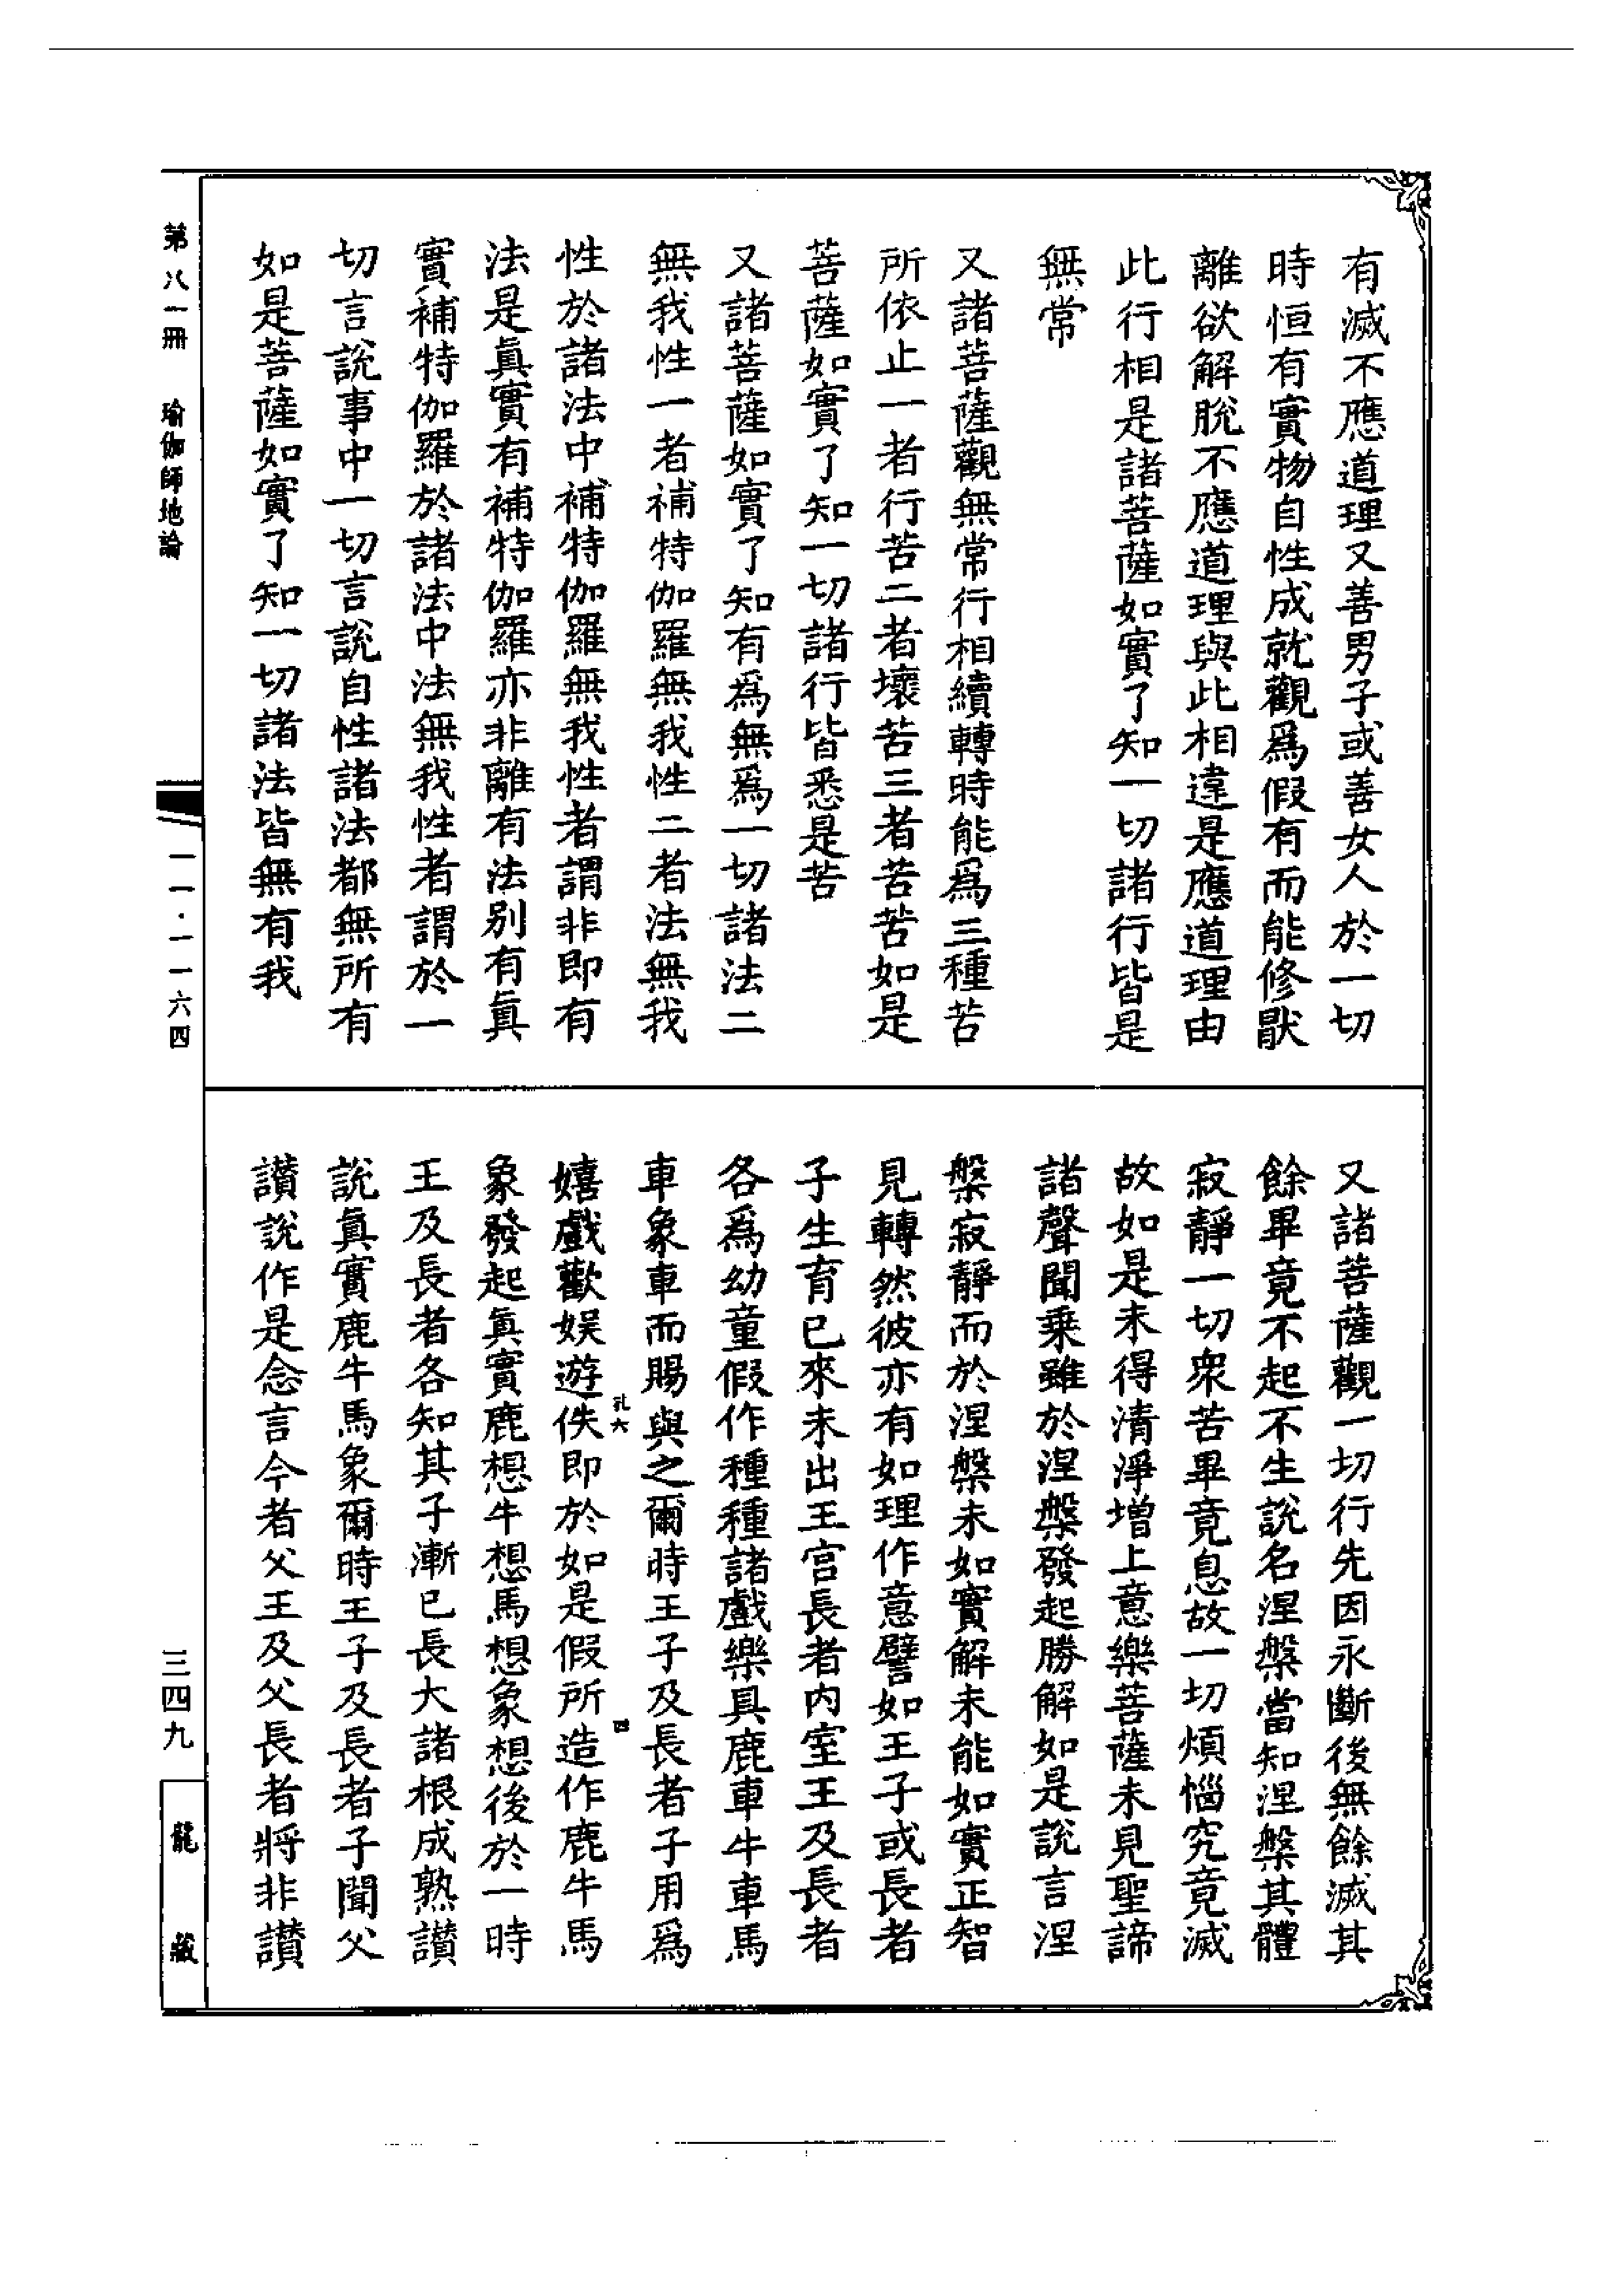 有滅不應道理又善男子或善女人於一切
時恒有實物自性成就觀爲假有而能修厭
離欲解脫不應道理與此相違是應道理由
此行相是諸菩薩如實了知一切諸行皆是
無常
又諸菩薩觀無常行相續轉時能爲三種苦
所依止一者行苦二者壞苦三者苦苦如是
菩薩如實了知一切諸行皆悉是苦
又諸菩薩如實了知有爲無爲一切諸法二
無我性一者補特伽羅無我性二者法無我
性於諸法中補特伽羅無我性者謂非即有
法是眞實有補特伽羅亦非離有法別有眞
實補特伽羅於諸法中法無我性者謂於一
切言說事中一切言說自性諸法都無所有
如是菩薩如實了知一切諸法皆無有我
又諸菩薩觀一切行先因永斷後無餘滅其
餘畢竟不起不生說名涅槃當知涅槃其體
寂靜一切衆苦畢竟息故一切煩惱究竟滅
故如是未得清淨增上意樂菩薩未見聖諦
諸聲聞乗雖於涅槃發起勝解如是說言涅
槃寂靜而於涅槃未如實解未能如實正智
見轉然彼亦有如理作意譬如王子或長者
子生育已來未出王宮長者內室王及長者
各爲幼童假作種種諸戲樂具鹿車牛車馬
車象車而賜與之爾時王子及長者子用爲
嬉戲歡娛遊佚即於如是假所造作鹿牛馬
象發起眞實鹿想牛想馬想象想後於一時
王及長者各知其子漸已長大諸根成熟讃
說眞實鹿牛馬象爾時王子及長者子聞父
讃說作是念言今者父王及父長者將非讃
孔六
四
第八一冊 瑜伽師地論
一一·一一六四
三四九
龍藏